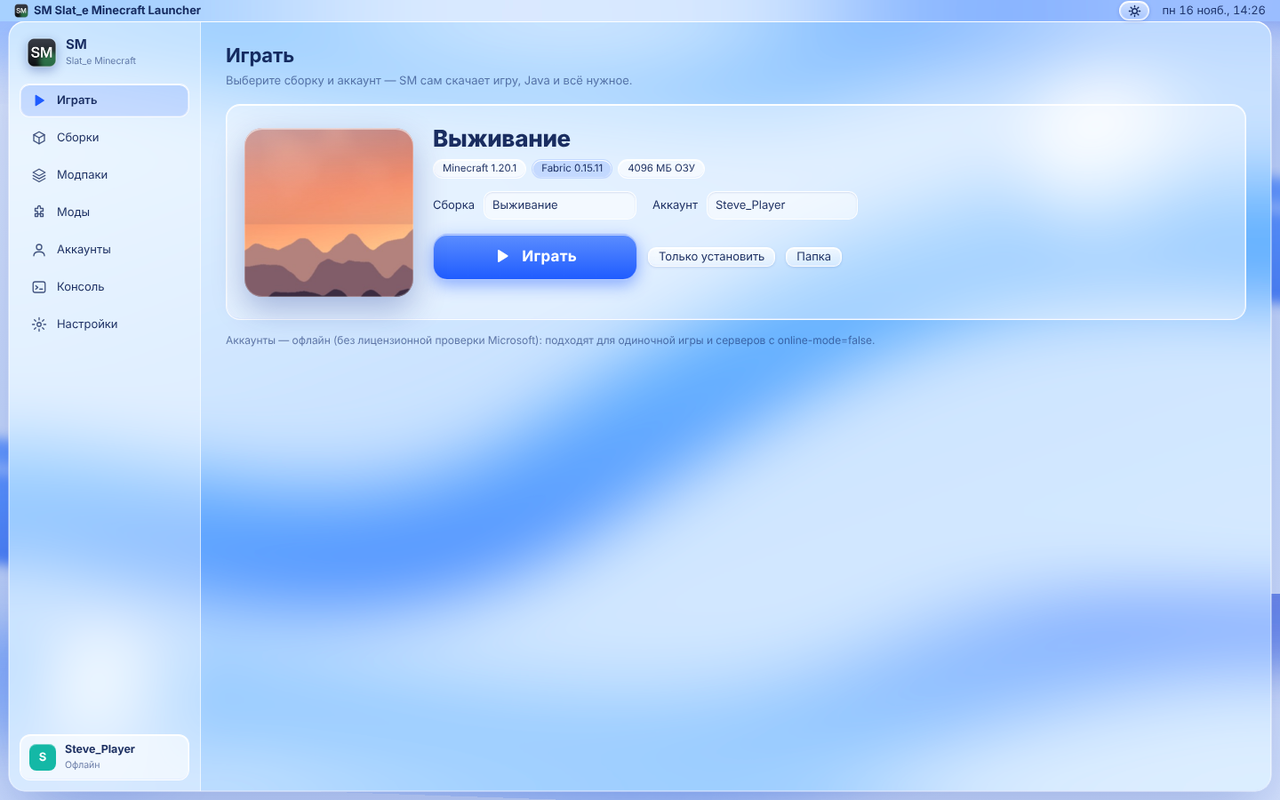 SM SM Slat_e Minecraft Launcher
пн 16 нояб., 14:26
SM SM
Slat_e Minecraft
Играть
Сборки
Модпаки
Моды
Аккаунты
Консоль
Настройки
S Steve_Player
Офлайн
Играть
Выберите сборку и аккаунт — SM сам скачает игру, Java и всё нужное.
Выживание
Minecraft 1.20.1 Fabric 0.15.11 4096 МБ ОЗУ
Сборка Выживание Аккаунт Steve_Player
Играть Только установить Папка
Аккаунты — офлайн (без лицензионной проверки Microsoft): подходят для одиночной игры и серверов с online-mode=false.